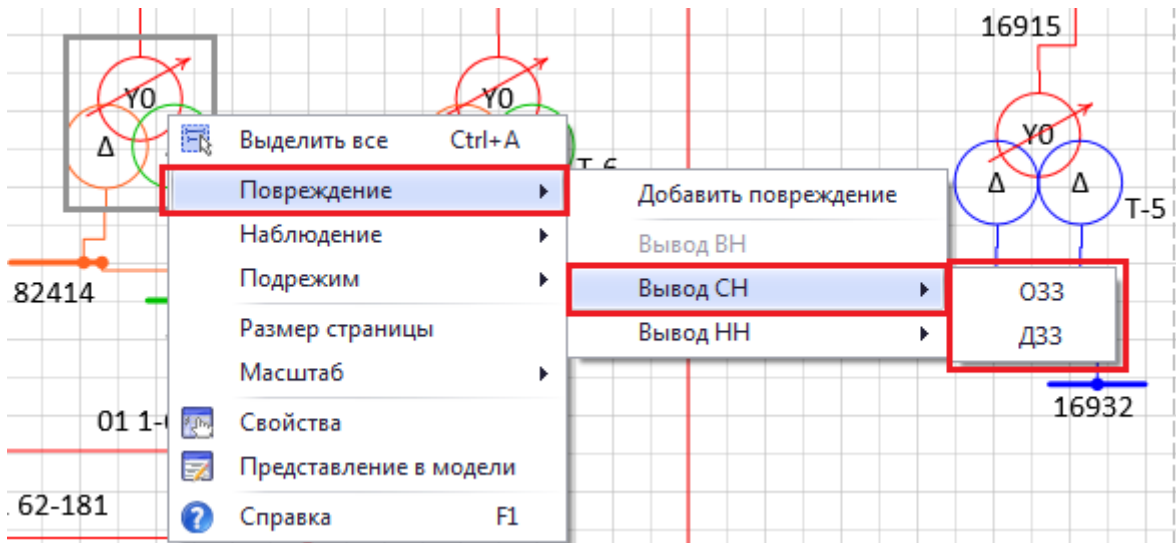 16915
Y0
Y0
Y0
Δ
Δ
Δ
Т-5
82414
16932
01 1-
62-181
Выделить все Ctrl+A
Повреждение
Наблюдение
Подрежим
Размер страницы
Масштаб
Свойства
Представление в модели
Справка F1
Добавить повреждение
Вывод ВН
Вывод СН
Вывод НН
ОЗЗ
ДЗЗ